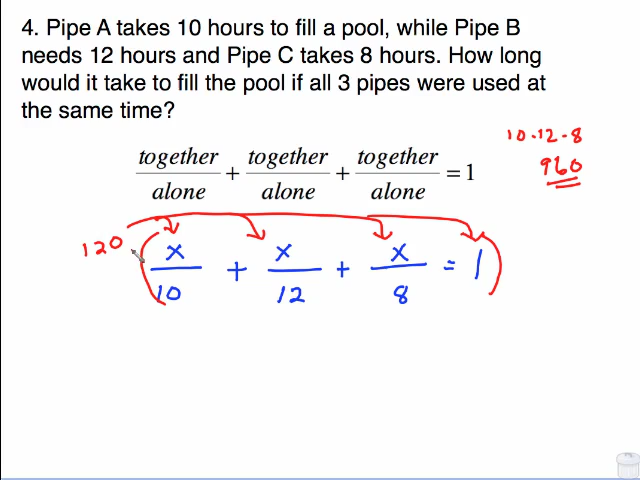 4. Pipe A takes 10 hours to fill a pool, while Pipe B
needs 12 hours and Pipe C takes 8 hours. How long
would it take to fill the pool if all 3 pipes were used at
the same time?
10·12·8
960
together/alone + together/alone + together/alone = 1
120 (x/10 + x/12 + x/8 = 1)